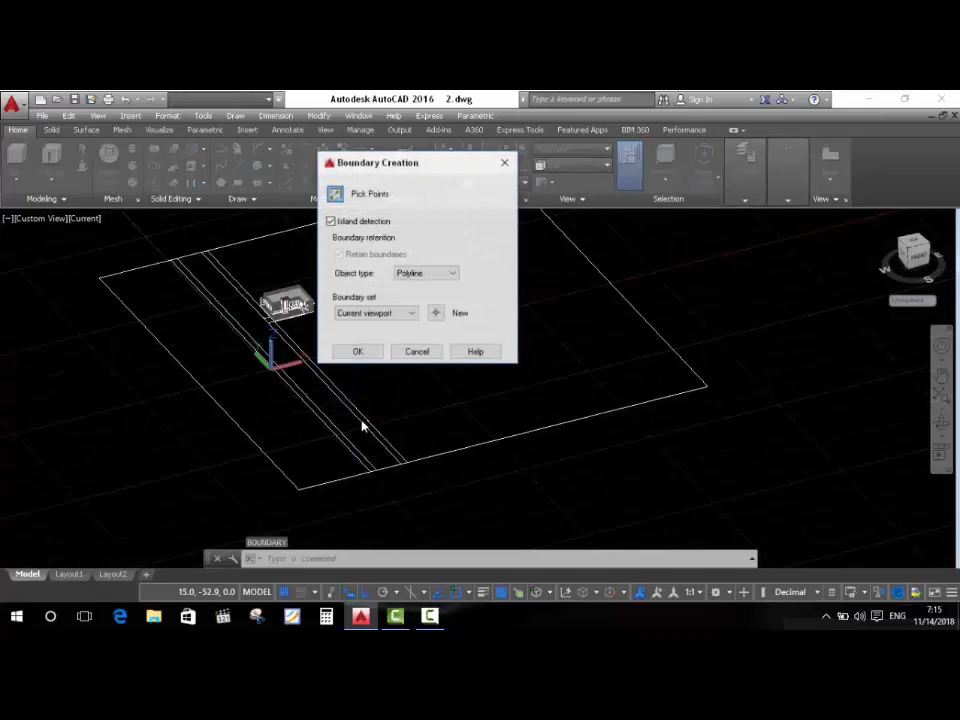 Autodesk AutoCAD 2016 2.dwg
Type a keyword or phrase
Sign In
File Edit View Insert Format Tools Draw Dimension Modify Window Help Express Parametric
Home Solid Surface Mesh Visualize Parametric Insert Annotate View Manage Output Add-ins A360 Express Tools Featured Apps BIM 360 Performance
Modeling Mesh Solid Editing Draw View Selection
[−][Custom View][Current]
Boundary Creation
Pick Points
Island detection
Boundary retention
Retain boundaries
Object type: Polyline
Boundary set
Current viewport New
OK Cancel Help
TOP
W
S
BOUNDARY
Type a command
Model Layout1 Layout2 +
15.0, -52.9, 0.0 MODEL 1:1 Decimal
ENG
7:15
11/14/2018